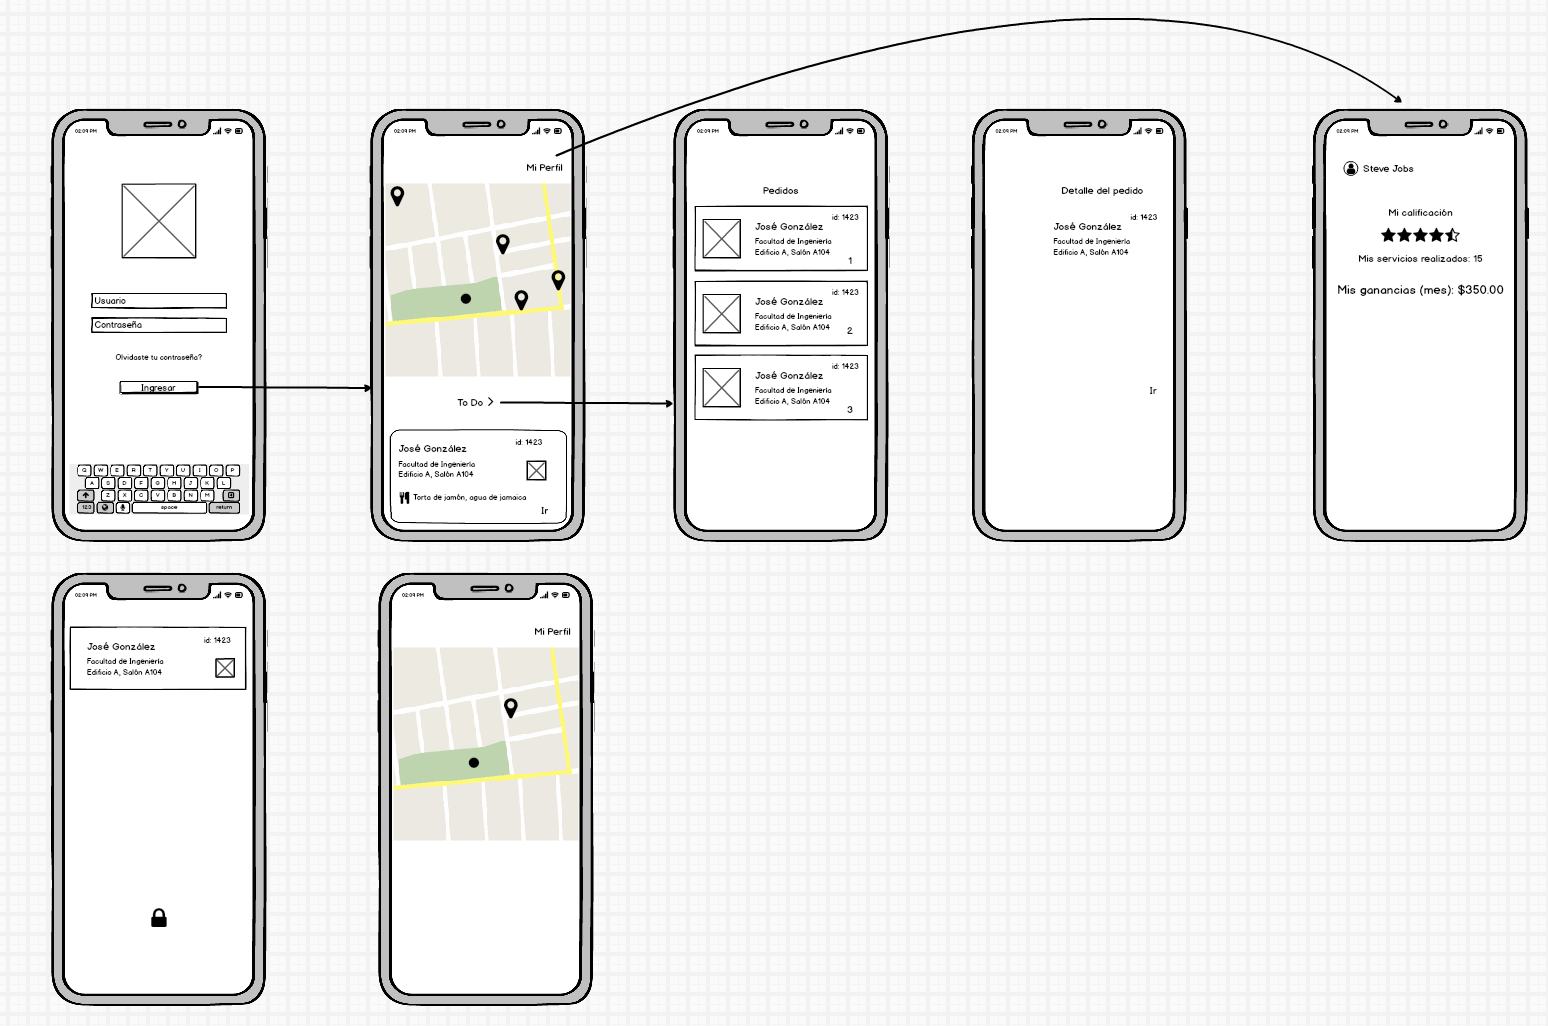 02:09 PM
Usuario
Contraseña
Olvidaste tu contraseña?
Ingresar
Q W E R T Y U I O P
A S D F G H J K L
Z X C V B N M
123 space return
02:09 PM
Mi Perfil
To Do
id: 1423
José González
Facultad de Ingeniería
Edificio A, Salón A104
Torta de jamón, agua de jamaica
Ir
02:09 PM
Pedidos
id: 1423
José González
Facultad de Ingeniería
Edificio A, Salón A104
1
id: 1423
José González
Facultad de Ingeniería
Edificio A, Salón A104
2
id: 1423
José González
Facultad de Ingeniería
Edificio A, Salón A104
3
02:09 PM
Detalle del pedido
id: 1423
José González
Facultad de Ingeniería
Edificio A, Salón A104
Ir
02:09 PM
Steve Jobs
Mi calificación
Mis servicios realizados: 15
Mis ganancias (mes): $350.00
02:09 PM
id: 1423
José González
Facultad de Ingeniería
Edificio A, Salón A104
02:09 PM
Mi Perfil